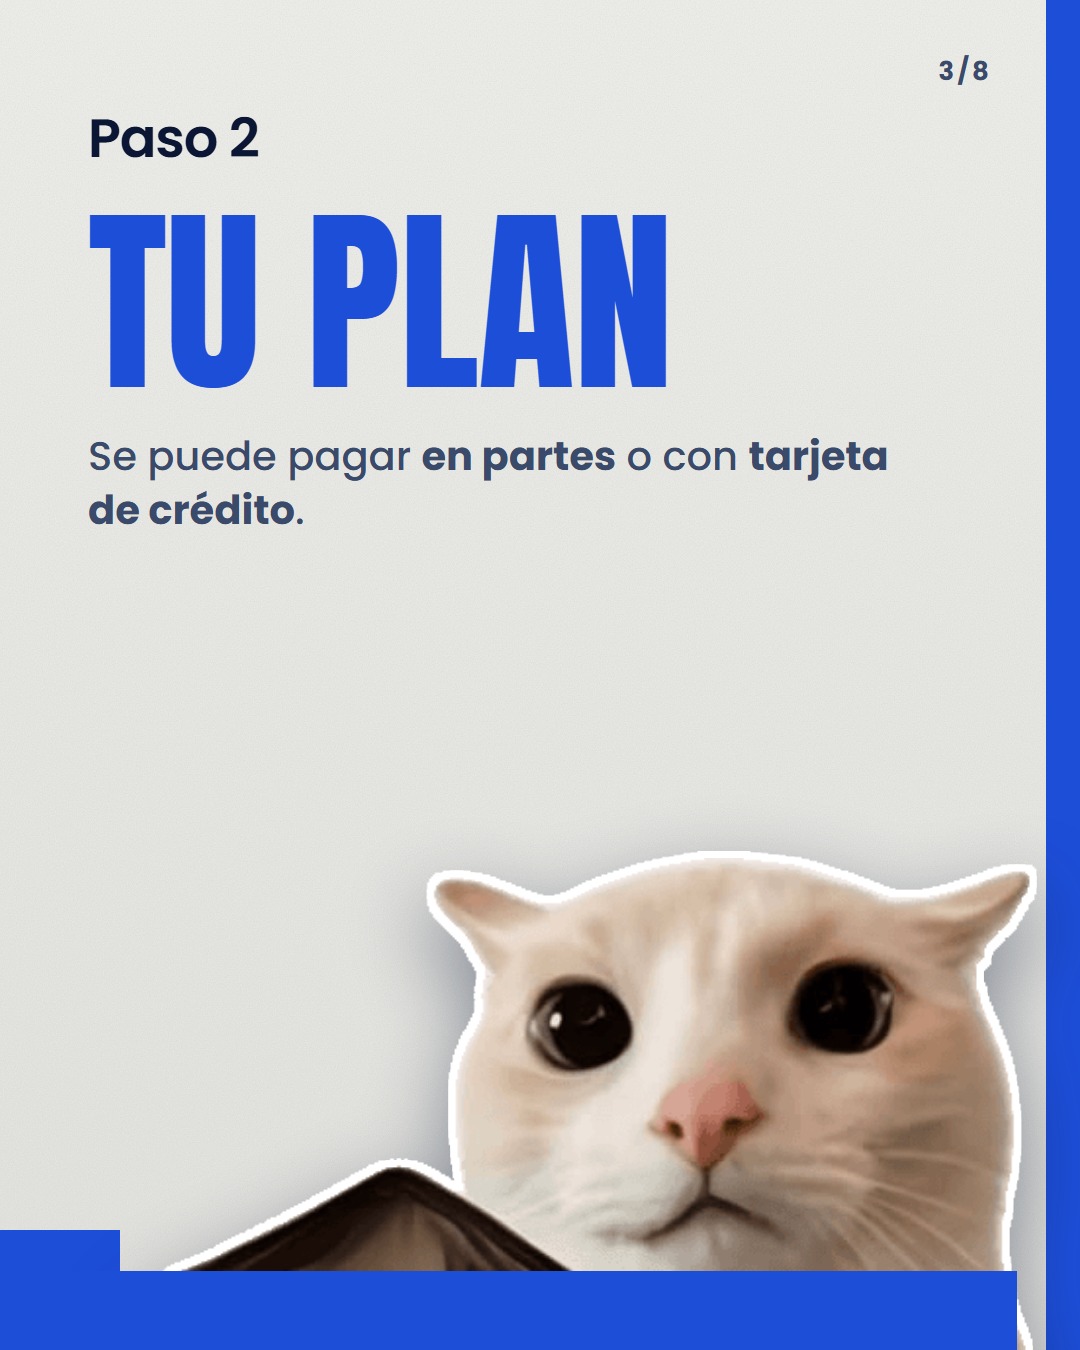 3/8
Paso 2
TU PLAN
Se puede pagar en partes o con tarjeta
de crédito.